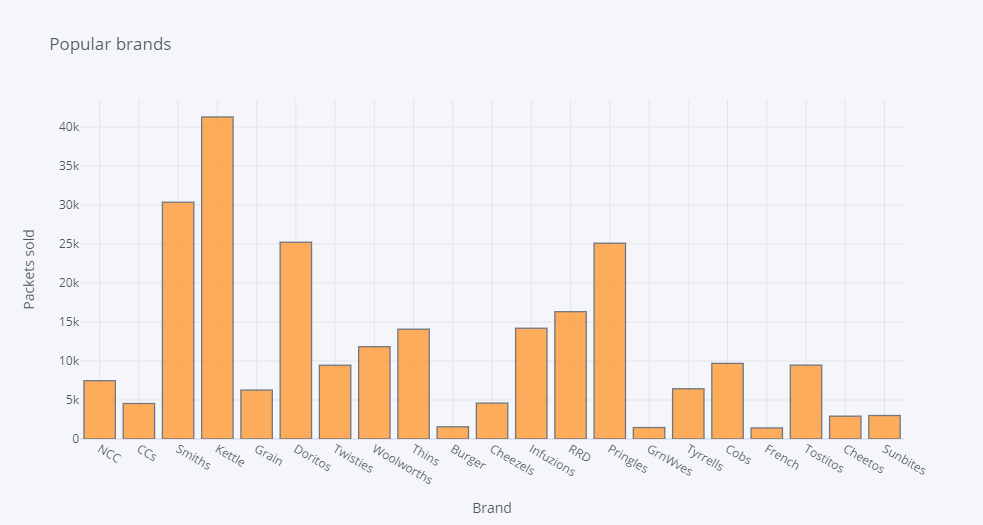 Popular brands
40k
35k
30k
25k
20k
15k
10k
5k
0
Packets sold
NCC
CCs
Smiths
Kettle
Grain
Doritos
Twisties
Woolworths
Thins
Burger
Cheezels
Infuzions
RRD
Pringles
GrnWves
Tyrrells
Cobs
French
Tostitos
Cheetos
Sunbites
Brand